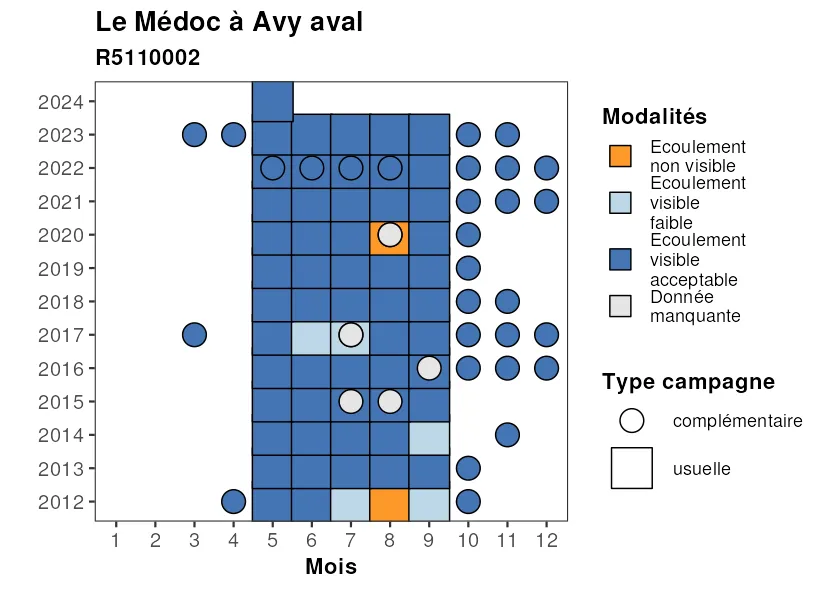 Le Médoc à Avy aval
R5110002
2024
2023
2022
2021
2020
2019
2018
2017
2016
2015
2014
2013
2012
1 2 3 4 5 6 7 8 9 10 11 12
Mois
Modalités
Ecoulement
non visible
Ecoulement
visible
faible
Ecoulement
visible
acceptable
Donnée
manquante
Type campagne
complémentaire
usuelle